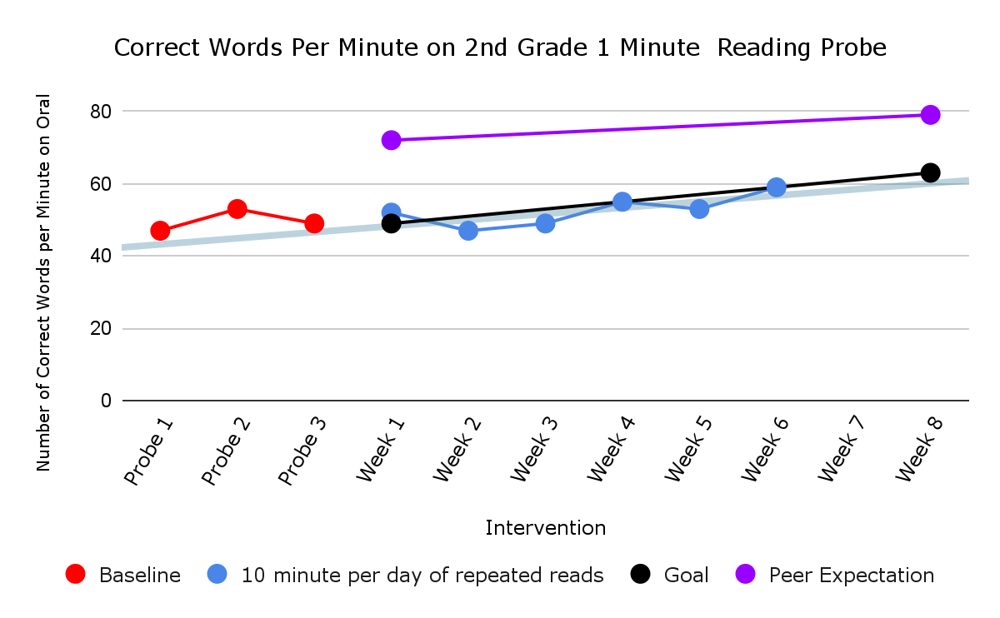 Correct Words Per Minute on 2nd Grade 1 Minute  Reading Probe
Number of Correct Words per Minute on Oral
80
60
40
20
0
Probe 1
Probe 2
Probe 3
Week 1
Week 2
Week 3
Week 4
Week 5
Week 6
Week 7
Week 8
Intervention
Baseline
10 minute per day of repeated reads
Goal
Peer Expectation